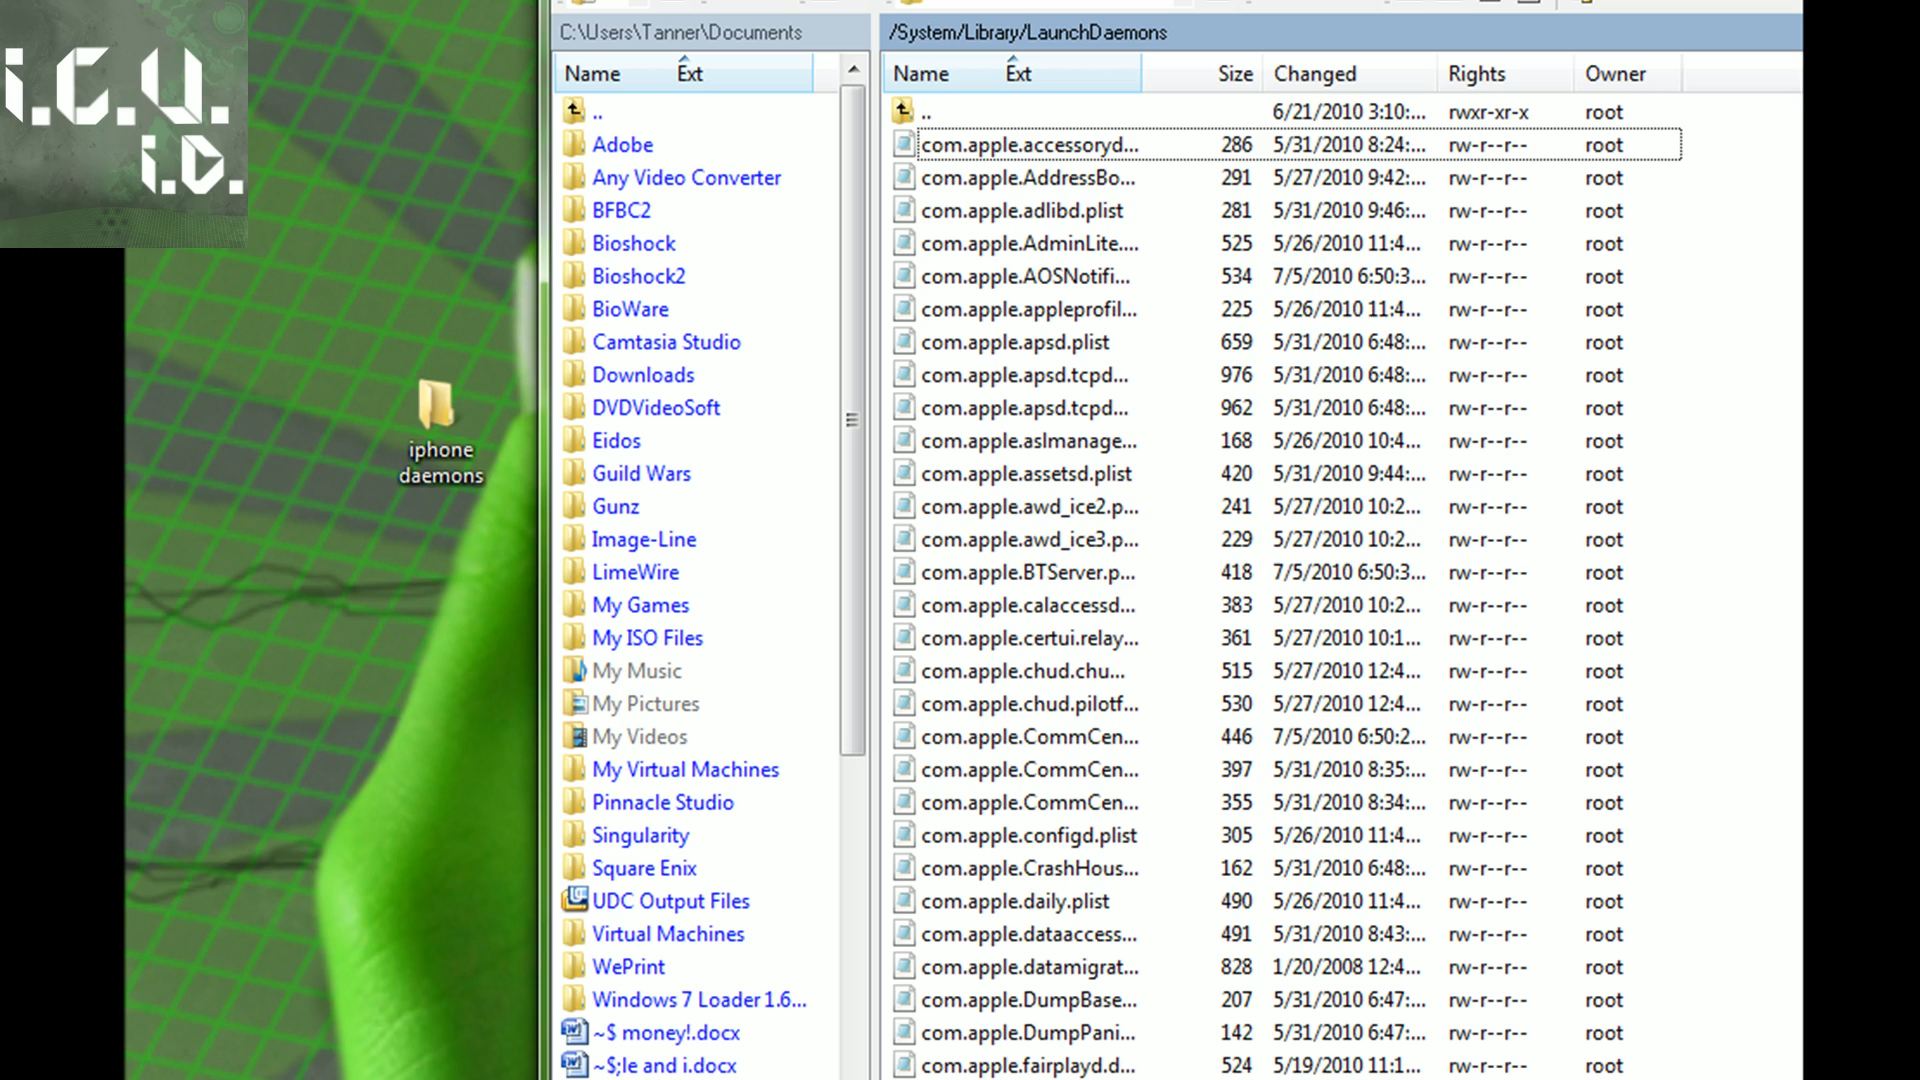 i.C.U.
i.D.
iphone
daemons
C:\Users\Tanner\Documents
Name Ext
..
Adobe
Any Video Converter
BFBC2
Bioshock
Bioshock2
BioWare
Camtasia Studio
Downloads
DVDVideoSoft
Eidos
Guild Wars
Gunz
Image-Line
LimeWire
My Games
My ISO Files
My Music
My Pictures
My Videos
My Virtual Machines
Pinnacle Studio
Singularity
Square Enix
UDC Output Files
Virtual Machines
WePrint
Windows 7 Loader 1.6...
~$ money!.docx
~$;le and i.docx
/System/Library/LaunchDaemons
Name Ext Size Changed Rights Owner
.. 6/21/2010 3:10:... rwxr-xr-x root
com.apple.accessoryd... 286 5/31/2010 8:24:... rw-r--r-- root
com.apple.AddressBo... 291 5/27/2010 9:42:... rw-r--r-- root
com.apple.adlibd.plist 281 5/31/2010 9:46:... rw-r--r-- root
com.apple.AdminLite.... 525 5/26/2010 11:4... rw-r--r-- root
com.apple.AOSNotifi... 534 7/5/2010 6:50:3... rw-r--r-- root
com.apple.appleprofil... 225 5/26/2010 11:4... rw-r--r-- root
com.apple.apsd.plist 659 5/31/2010 6:48:... rw-r--r-- root
com.apple.apsd.tcpd... 976 5/31/2010 6:48:... rw-r--r-- root
com.apple.apsd.tcpd... 962 5/31/2010 6:48:... rw-r--r-- root
com.apple.aslmanage... 168 5/26/2010 10:4... rw-r--r-- root
com.apple.assetsd.plist 420 5/31/2010 9:44:... rw-r--r-- root
com.apple.awd_ice2.p... 241 5/27/2010 10:2... rw-r--r-- root
com.apple.awd_ice3.p... 229 5/27/2010 10:2... rw-r--r-- root
com.apple.BTServer.p... 418 7/5/2010 6:50:3... rw-r--r-- root
com.apple.calaccessd... 383 5/27/2010 10:2... rw-r--r-- root
com.apple.certui.relay... 361 5/27/2010 10:1... rw-r--r-- root
com.apple.chud.chu... 515 5/27/2010 12:4... rw-r--r-- root
com.apple.chud.pilotf... 530 5/27/2010 12:4... rw-r--r-- root
com.apple.CommCen... 446 7/5/2010 6:50:2... rw-r--r-- root
com.apple.CommCen... 397 5/31/2010 8:35:... rw-r--r-- root
com.apple.CommCen... 355 5/31/2010 8:34:... rw-r--r-- root
com.apple.configd.plist 305 5/26/2010 11:4... rw-r--r-- root
com.apple.CrashHous... 162 5/31/2010 6:48:... rw-r--r-- root
com.apple.daily.plist 490 5/26/2010 11:4... rw-r--r-- root
com.apple.dataaccess... 491 5/31/2010 8:43:... rw-r--r-- root
com.apple.datamigrat... 828 1/20/2008 12:4... rw-r--r-- root
com.apple.DumpBase... 207 5/31/2010 6:47:... rw-r--r-- root
com.apple.DumpPani... 142 5/31/2010 6:47:... rw-r--r-- root
com.apple.fairplayd.d... 524 5/19/2010 11:1... rw-r--r-- root